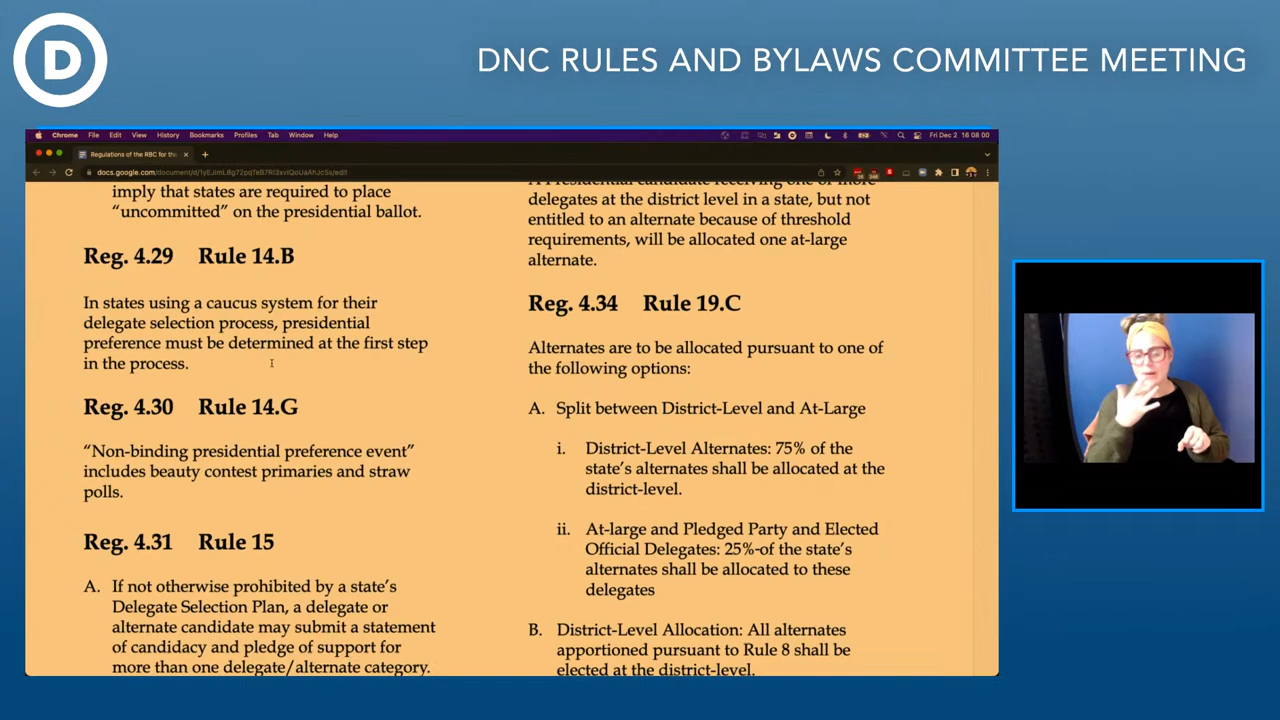 D
DNC RULES AND BYLAWS COMMITTEE MEETING
Chrome File Edit View History Bookmarks Profiles Tab Window Help
Fri Dec 2 16 08 00
Regulations of the RBC for the
imply that states are required to place
“uncommitted” on the presidential ballot.
Reg. 4.29 Rule 14.B
In states using a caucus system for their
delegate selection process, presidential
preference must be determined at the first step
in the process.
Reg. 4.30 Rule 14.G
“Non-binding presidential preference event”
includes beauty contest primaries and straw
polls.
Reg. 4.31 Rule 15
A. If not otherwise prohibited by a state’s
Delegate Selection Plan, a delegate or
alternate candidate may submit a statement
of candidacy and pledge of support for
more than one delegate/alternate category.
A Presidential candidate receiving one or more
delegates at the district level in a state, but not
entitled to an alternate because of threshold
requirements, will be allocated one at-large
alternate.
Reg. 4.34 Rule 19.C
Alternates are to be allocated pursuant to one of
the following options:
A. Split between District-Level and At-Large
i. District-Level Alternates: 75% of the
state’s alternates shall be allocated at the
district-level.
ii. At-large and Pledged Party and Elected
Official Delegates: 25%-of the state’s
alternates shall be allocated to these
delegates
B. District-Level Allocation: All alternates
apportioned pursuant to Rule 8 shall be
elected at the district-level.